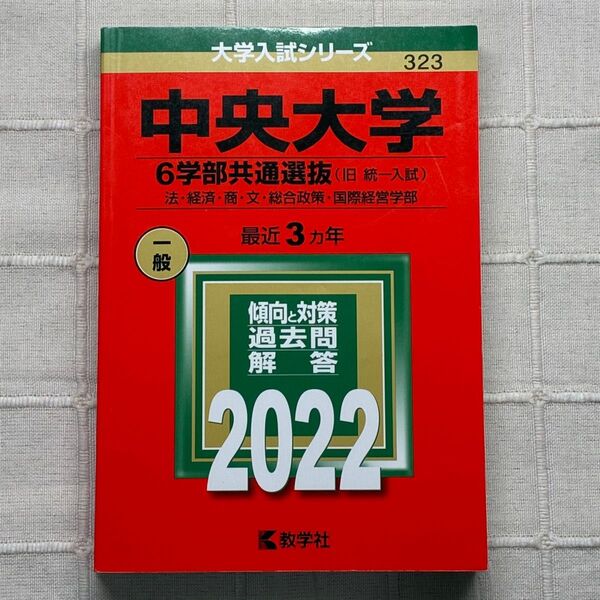 大学入試シリーズ
323
中央大学
6学部共通選抜(旧 統一入試)
法・経済・商・文・総合政策・国際経営学部
最近3カ年
一般
傾向と対策
過去問
解答
2022
教学社